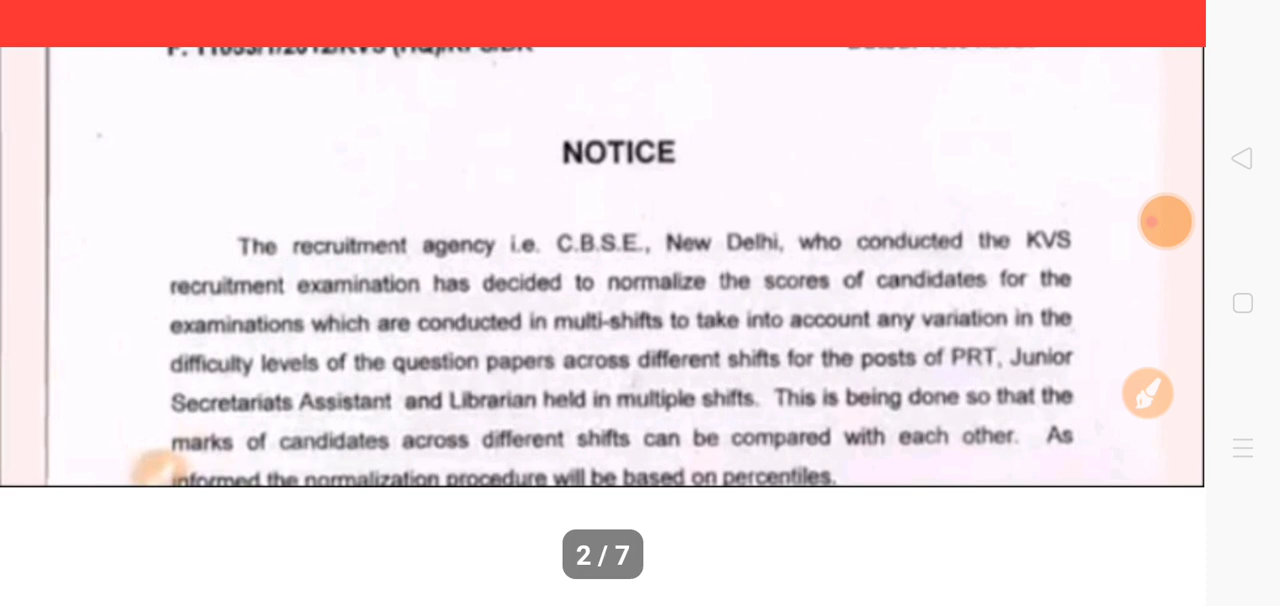 NOTICE
The recruitment agency i.e. C.B.S.E., New Delhi, who conducted the KVS
recruitment examination has decided to normalize the scores of candidates for the
examinations which are conducted in multi-shifts to take into account any variation in the
difficulty levels of the question papers across different shifts for the posts of PRT, Junior
Secretariats Assistant and Librarian held in multiple shifts. This is being done so that the
marks of candidates across different shifts can be compared with each other. As
informed the normalization procedure will be based on percentiles.
2 / 7